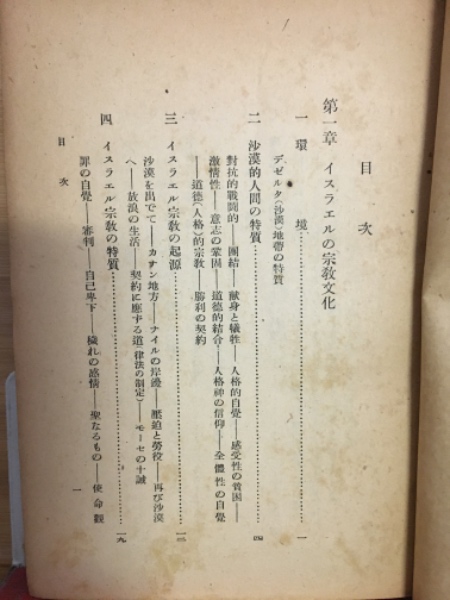 目次
第一章 イスラエルの宗教文化
一 環境……一
デゼルタ(沙漠)地帶の特質
二 沙漠的人間の特質……四
對抗的戰鬪的——團結——献身と犠牲——人格的自覺——感受性の貧困——
激情性——意志の鞏固——道德的結合——人格神の信仰——全體性の自覺
——道德(人格)的宗教——勝利の契約
三 イスラエル宗教の起源……一三
沙漠を出でて——カナン地方——ナイルの岸邊——壓迫と勞役——再び沙漠
へ——放浪の生活——契約に應する道(律法の制定)——モーセの十誡
四 イスラエル宗教の特質……一九
罪の自覺——審判——自己卑下——穢れの感情——聖なるもの——使命觀
目次 一